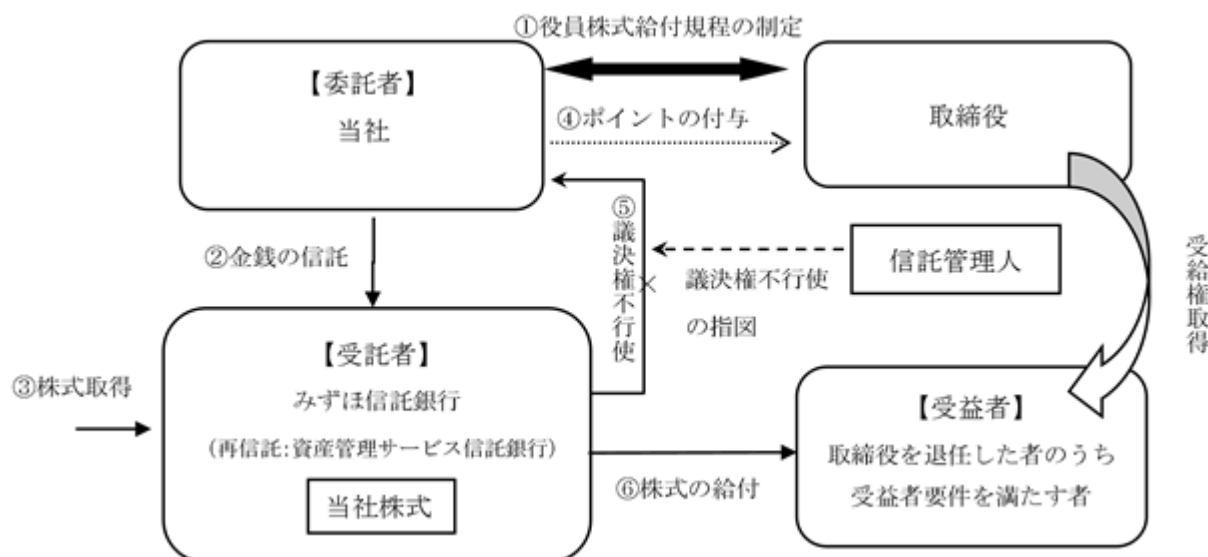 ①役員株式給付規程の制定
【委託者】
当社
④ポイントの付与
取締役
②金銭の信託
⑤議決権不行使
議決権不行使
の指図
信託管理人
受給権取得
【受託者】
みずほ信託銀行
(再信託:資産管理サービス信託銀行)
当社株式
③株式取得
⑥株式の給付
【受益者】
取締役を退任した者のうち
受益者要件を満たす者